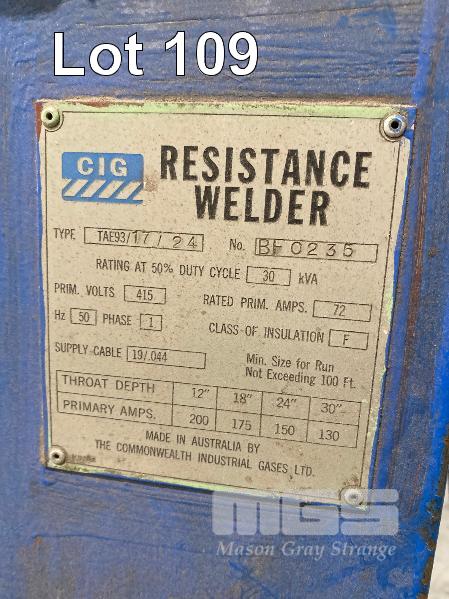 Lot 109
CIG
RESISTANCE
WELDER
TYPE TAE93/17/24 No. BF0235
RATING AT 50% DUTY CYCLE 30 kVA
PRIM. VOLTS 415 RATED PRIM. AMPS. 72
Hz 50 PHASE 1 CLASS OF INSULATION F
SUPPLY CABLE 19/.044 Min. Size for Run
Not Exceeding 100 Ft.
THROAT DEPTH 12" 18" 24" 30"
PRIMARY AMPS. 200 175 150 130
MADE IN AUSTRALIA BY
THE COMMONWEALTH INDUSTRIAL GASES LTD.
MGS
Mason Gray Strange